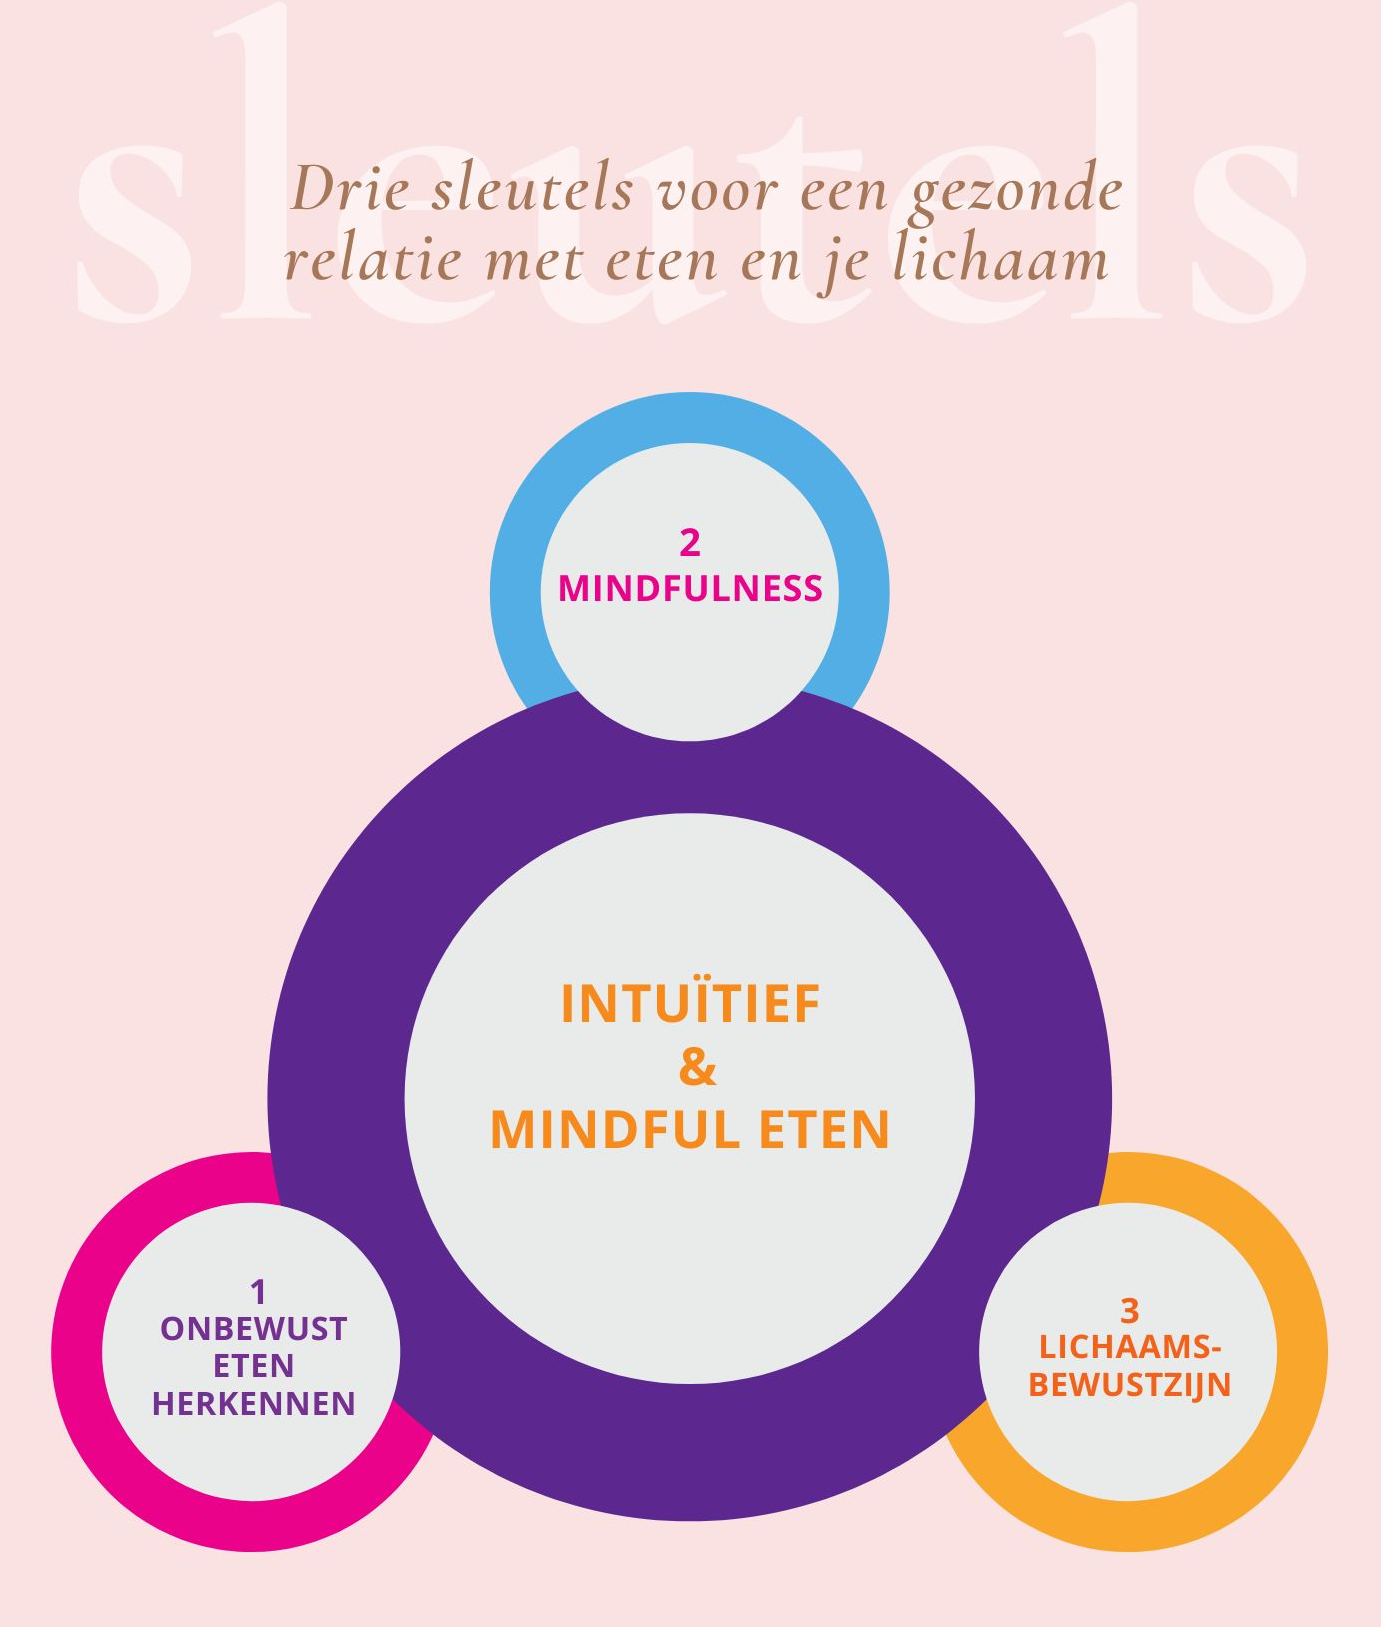 sleutels
Drie sleutels voor een gezonde
relatie met eten en je lichaam
2
MINDFULNESS
INTUÏTIEF
&
MINDFUL ETEN
1
ONBEWUST
ETEN
HERKENNEN
3
LICHAAMS-
BEWUSTZIJN